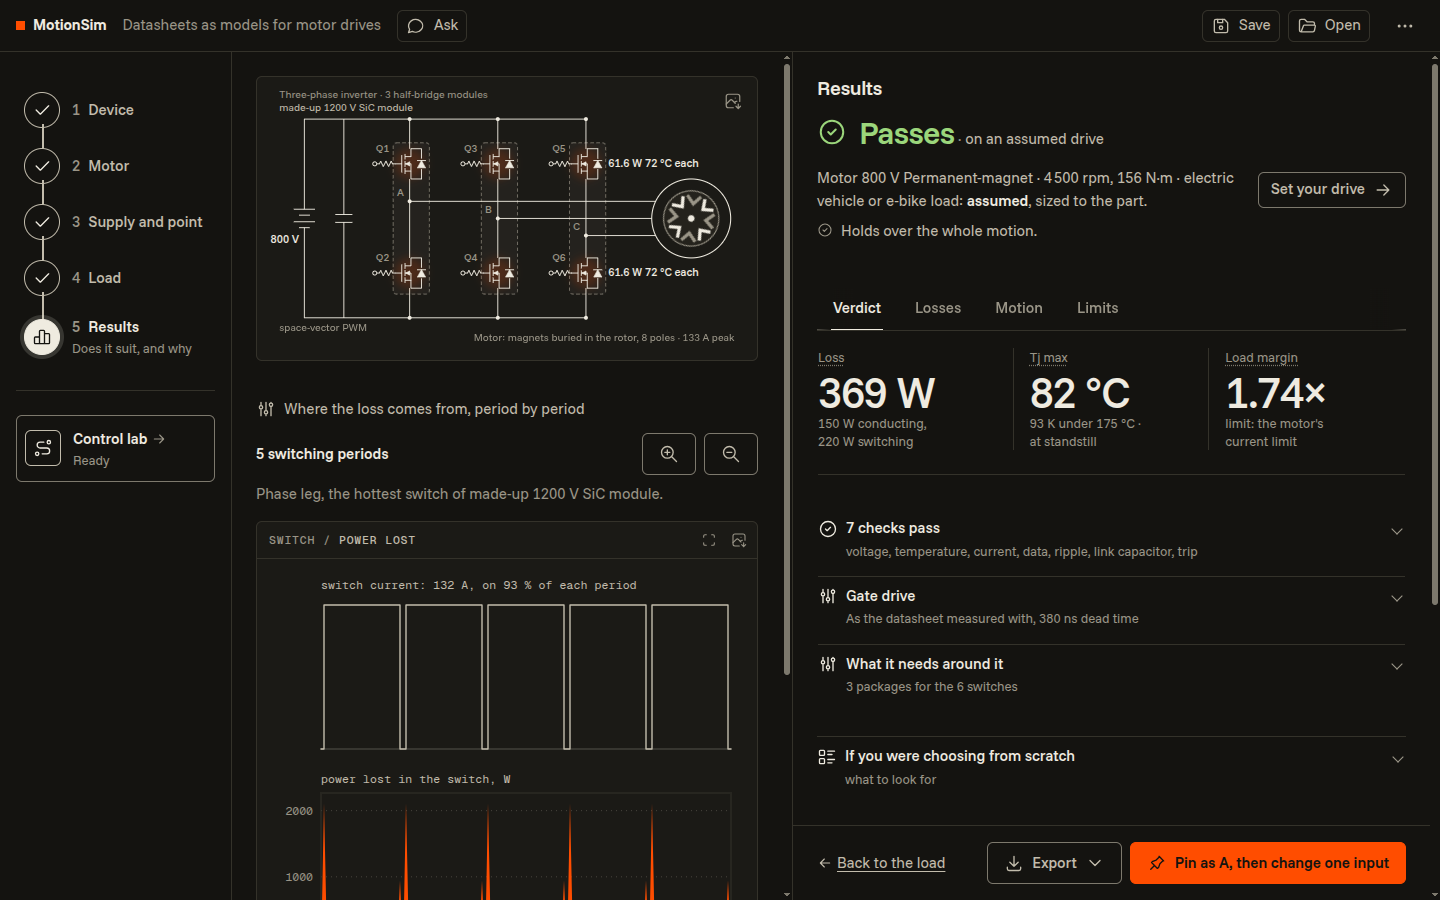 MotionSim
Datasheets as models for motor drives
Ask
Save
Open
1 Device
2 Motor
3 Supply and point
4 Load
5 Results
Does it suit, and why
Control lab
Ready
Three-phase inverter · 3 half-bridge modules
made-up 1200 V SiC module
Q1
Q3
Q5
61.6 W 72 °C each
A
B
C
800 V
Q2
Q4
Q6
61.6 W 72 °C each
space-vector PWM
Motor: magnets buried in the rotor, 8 poles · 133 A peak
Where the loss comes from, period by period
5 switching periods
Phase leg, the hottest switch of made-up 1200 V SiC module.
SWITCH / POWER LOST
switch current: 132 A, on 93 % of each period
power lost in the switch, W
2000
1000
Results
Passes · on an assumed drive
Motor 800 V Permanent-magnet · 4500 rpm, 156 N·m · electric
vehicle or e-bike load: assumed, sized to the part.
Set your drive
Holds over the whole motion.
Verdict
Losses
Motion
Limits
Loss
369 W
150 W conducting,
220 W switching
Tj max
82 °C
93 K under 175 °C ·
at standstill
Load margin
1.74×
limit: the motor's
current limit
7 checks pass
voltage, temperature, current, data, ripple, link capacitor, trip
Gate drive
As the datasheet measured with, 380 ns dead time
What it needs around it
3 packages for the 6 switches
If you were choosing from scratch
what to look for
Back to the load
Export
Pin as A, then change one input